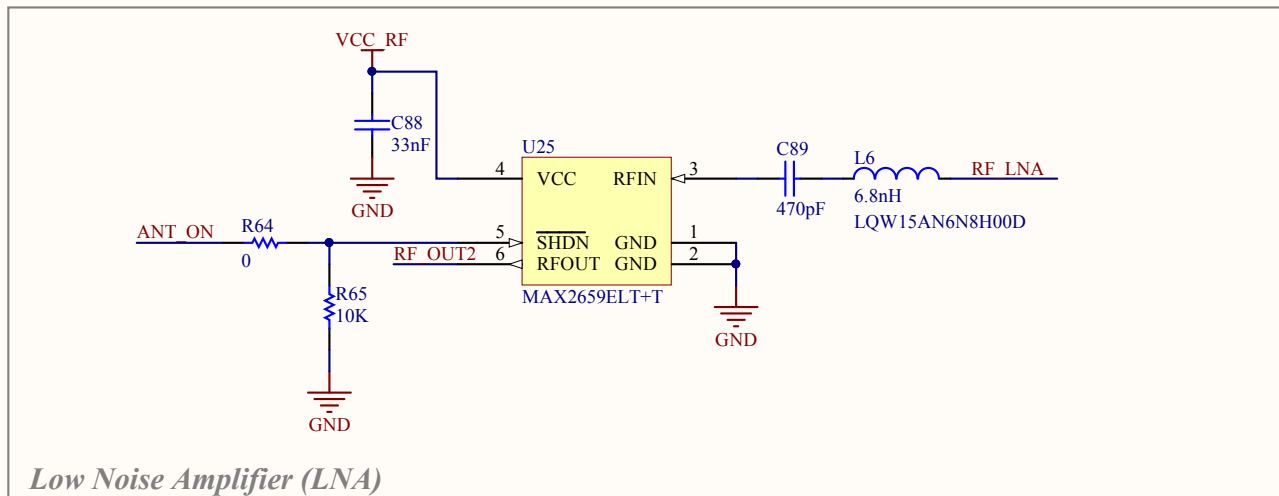 VCC_RF
C88
33nF
GND
U25
4
VCC
RFIN
3
C89
470pF
L6
6.8nH
LQW15AN6N8H00D
RF_LNA
ANT_ON
R64
0
5
SHDN
GND
1
RF_OUT2
6
RFOUT
GND
2
MAX2659ELT+T
R65
10K
GND
GND
Low Noise Amplifier (LNA)